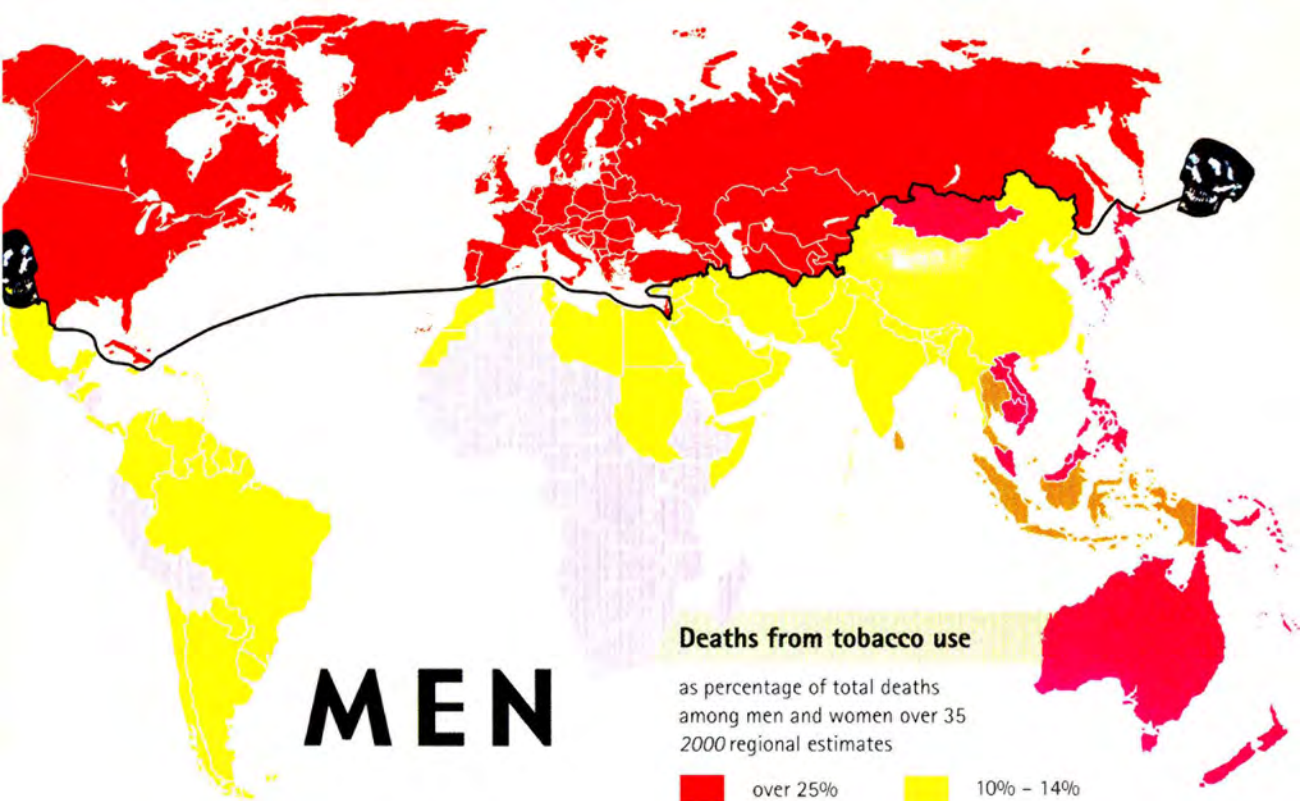 MEN
Deaths from tobacco use
as percentage of total deaths
among men and women over 35
2000 regional estimates
over 25%
10% – 14%